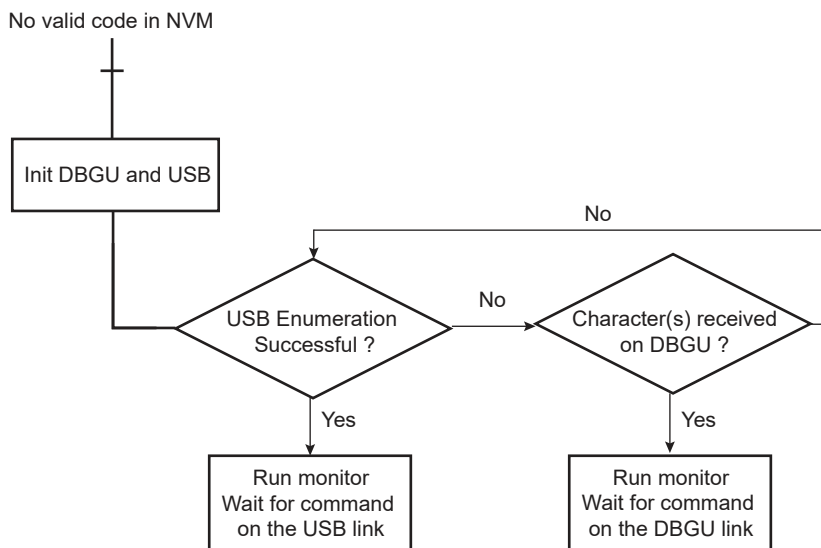 No valid code in NVM
Init DBGU and USB
No
USB Enumeration
Successful ?
No
Character(s) received
on DBGU ?
Yes
Yes
Run monitor
Wait for command
on the USB link
Run monitor
Wait for command
on the DBGU link